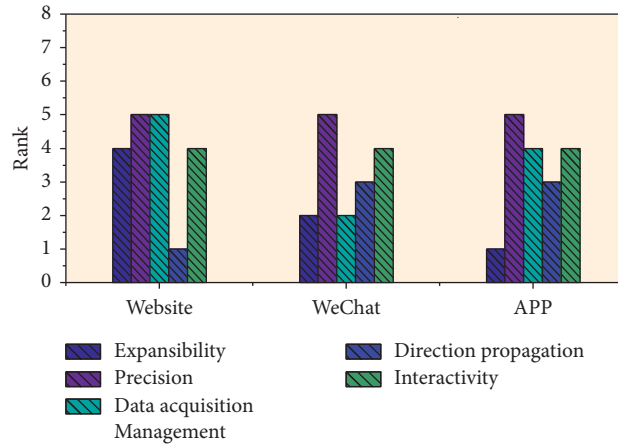 8
7
6
5
4
3
2
1
0
Rank
Website
WeChat
APP
Expansibility
Precision
Data acquisition
Management
Direction propagation
Interactivity